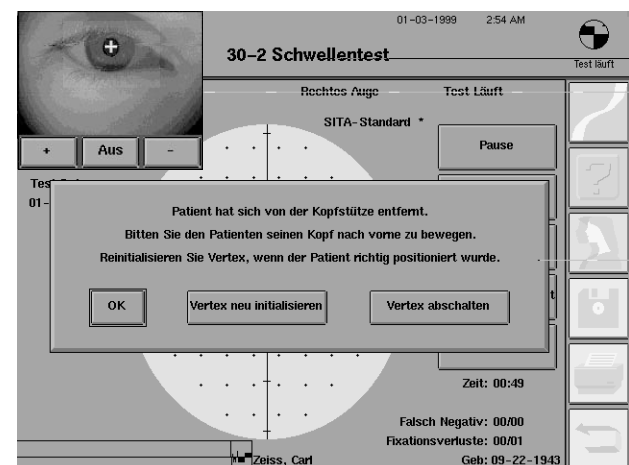 01-03-1999 2:54 AM
30-2 Schwellentest
Test läuft
Rechtes Auge Test Läuft
SITA-Standard *
+ Aus -
Pause
01-
Patient hat sich von der Kopfstütze entfernt.
Bitten Sie den Patienten seinen Kopf nach vorne zu bewegen.
Reinitialisieren Sie Vertex, wenn der Patient richtig positioniert wurde.
t
OK Vertex neu initialisieren Vertex abschalten
Zeit: 00:49
Falsch Negativ: 00/00
Fixationsverluste: 00/01
Zeiss, Carl Geb: 09-22-1943